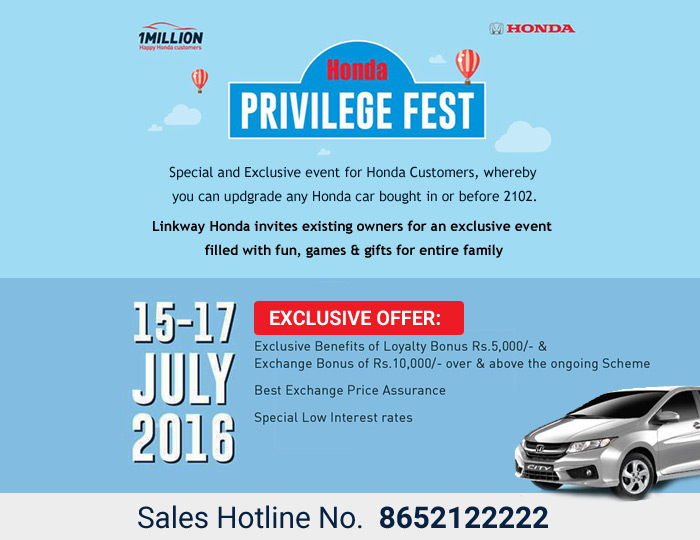 1MILLION
Happy Honda customers
HONDA
Honda
PRIVILEGE FEST
Special and Exclusive event for Honda Customers, whereby
you can updgrade any Honda car bought in or before 2102.
Linkway Honda invites existing owners for an exclusive event
filled with fun, games & gifts for entire family
15-17
JULY
2016
EXCLUSIVE OFFER:
Exclusive Benefits of Loyalty Bonus Rs.5,000/- &
Exchange Bonus of Rs.10,000/- over & above the ongoing Scheme
Best Exchange Price Assurance
Special Low Interest rates
CITY
Sales Hotline No. 8652122222